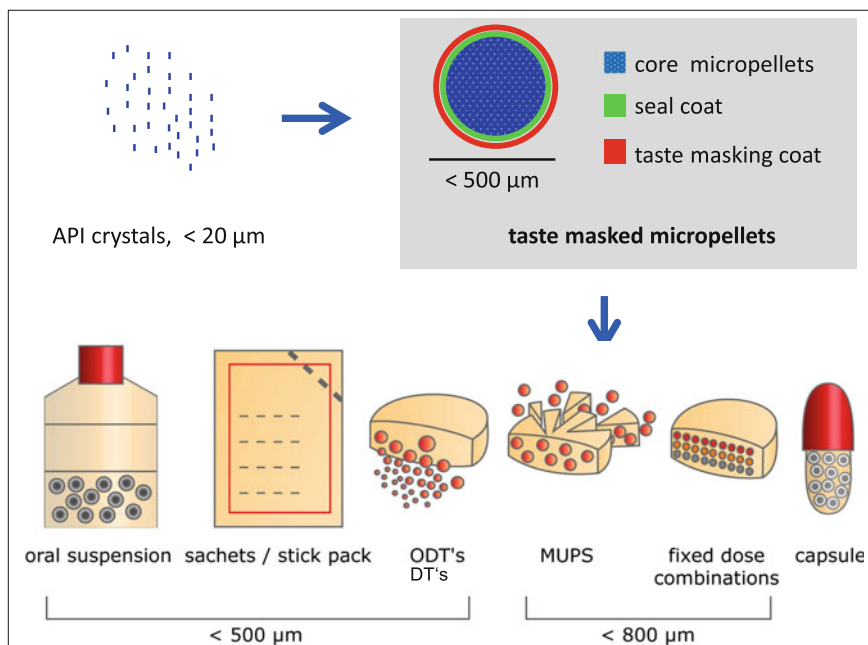 core micropellets
seal coat
taste masking coat
< 500 µm
API crystals, < 20 µm
taste masked micropellets
oral suspension
sachets / stick pack
ODT's
DT‘s
MUPS
fixed dose
combinations
capsule
< 500 µm
< 800 µm